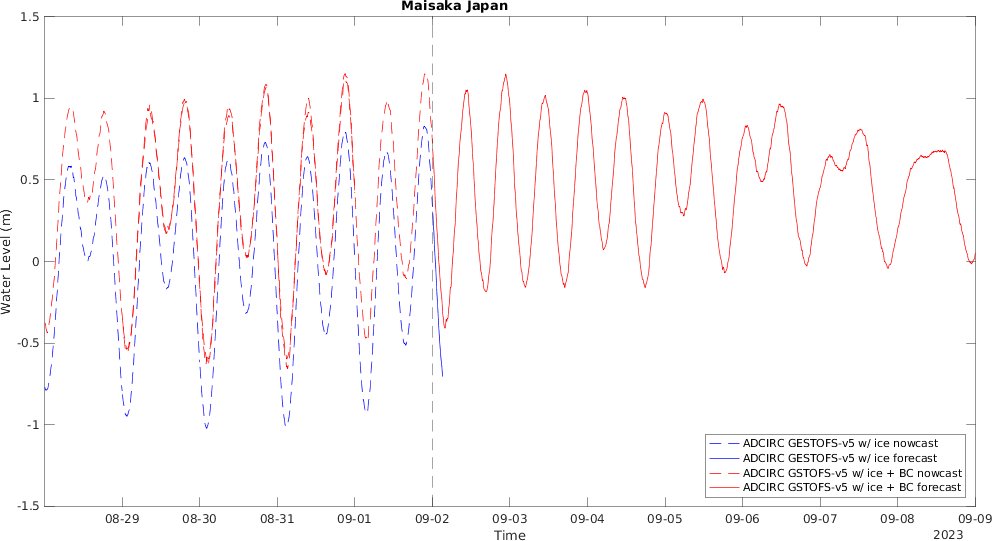 Maisaka Japan
Water Level (m)
1.5
1
0.5
0
-0.5
-1
-1.5
ADCIRC GESTOFS-v5 w/ ice nowcast
ADCIRC GESTOFS-v5 w/ ice forecast
ADCIRC GSTOFS-v5 w/ ice + BC nowcast
ADCIRC GSTOFS-v5 w/ ice + BC forecast
08-29 08-30 08-31 09-01 09-02 09-03 09-04 09-05 09-06 09-07 09-08 09-09
Time
2023